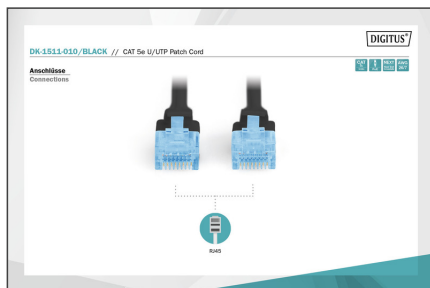 DIGITUS®
DK-1511-010/BLACK // CAT 5e U/UTP Patch Cord
Anschlüsse
Connections
RJ45